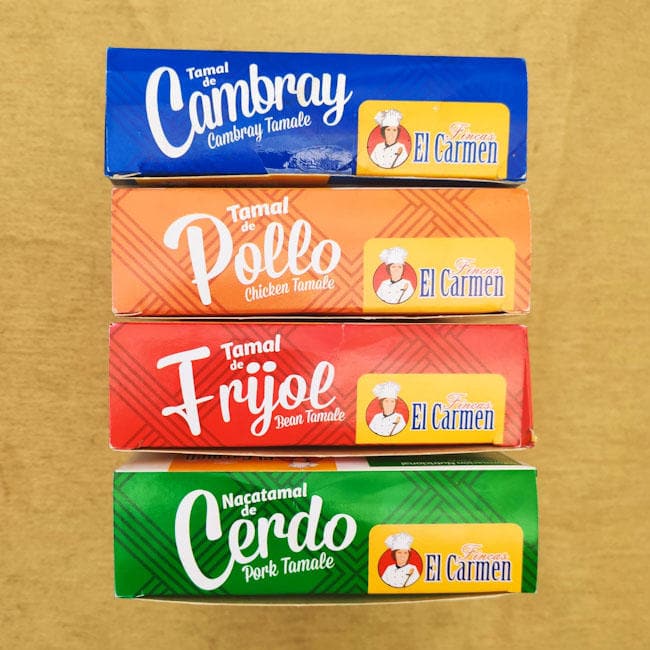 Tamal
de
Cambray
Cambray Tamale
Fincas
El Carmen
Tamal
de
Pollo
Chicken Tamale
Fincas
El Carmen
Tamal
de
Frijol
Bean Tamale
Fincas
El Carmen
Nutricional
Nacatamal
de
Cerdo
Pork Tamale
Fincas
El Carmen